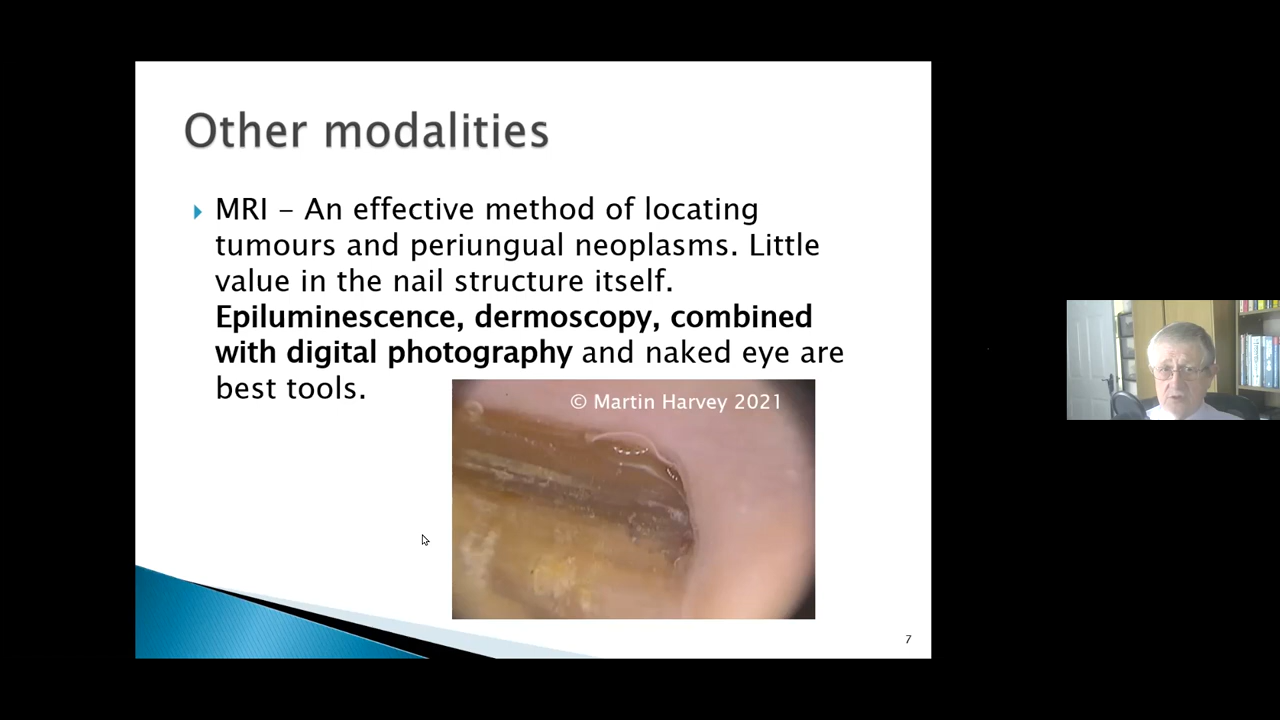 Other modalities
MRI – An effective method of locating
tumours and periungual neoplasms. Little
value in the nail structure itself.
Epiluminescence, dermoscopy, combined
with digital photography and naked eye are
best tools.
© Martin Harvey 2021
7